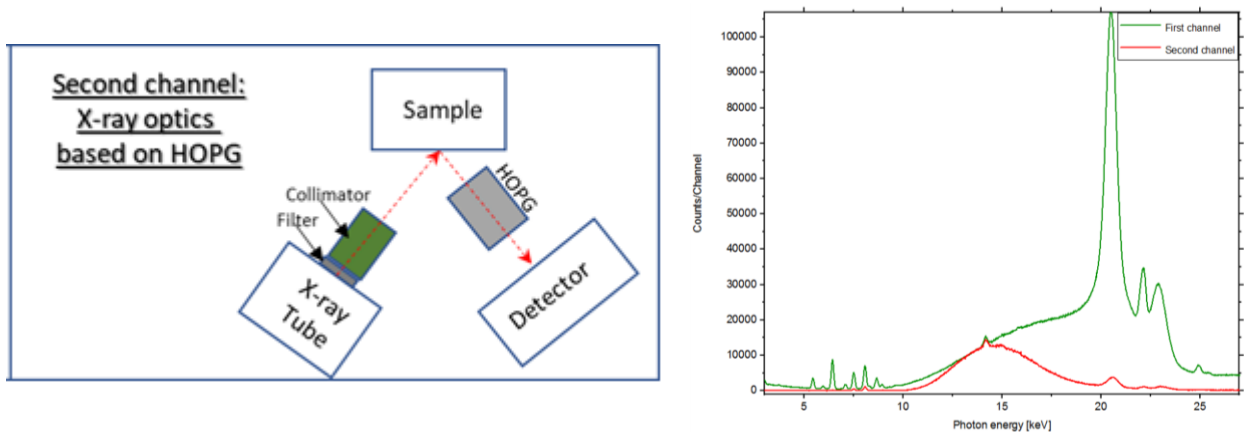 Second channel:
X-ray optics
based on HOPG
Sample
HOPG
Collimator
Filter
X-ray
Tube
Detector
First channel
Second channel
100000
90000
80000
70000
60000
50000
40000
30000
20000
10000
0
Counts/Channel
5
10
15
20
25
Photon energy [keV]